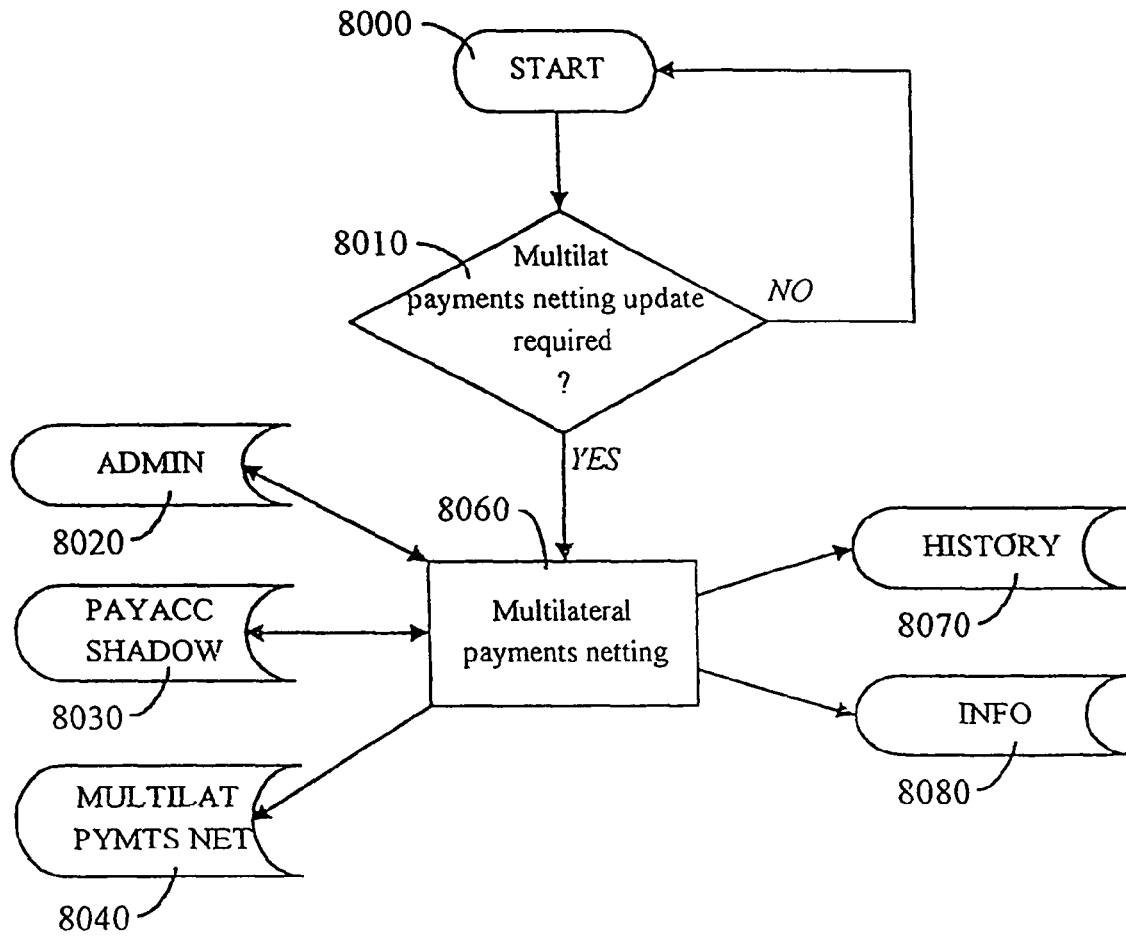 8000
START
8010
Multilat
payments netting update
required
?
NO
YES
ADMIN
8020
8060
HISTORY
8070
PAYACC
SHADOW
8030
Multilateral
payments netting
INFO
8080
MULTILAT
PYMTS NET
8040